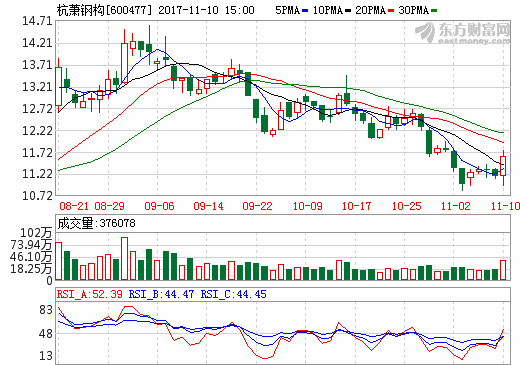 杭萧钢构[600477] 2017-11-10 15:00 5PMA 10PMA 20PMA 30PMA
东方财富网
eastmoney.com
14.71
14.21
13.71
13.21
12.72
12.22
11.72
11.22
10.72
08-21 08-29 09-06 09-14 09-22 10-09 10-17 10-25 11-02 11-10
成交量:376078
102万
73.94万
46.10万
18.25万
0
RSI_A:52.39 RSI_B:44.47 RSI_C:44.45
83
48
13